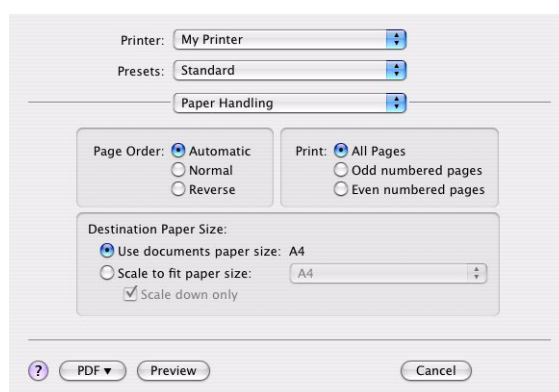 Printer: My Printer
Presets: Standard
Paper Handling
Page Order: Automatic
Normal
Reverse
Print: All Pages
Odd numbered pages
Even numbered pages
Destination Paper Size:
Use documents paper size: A4
Scale to fit paper size: A4
Scale down only
? PDF ▼ Preview Cancel